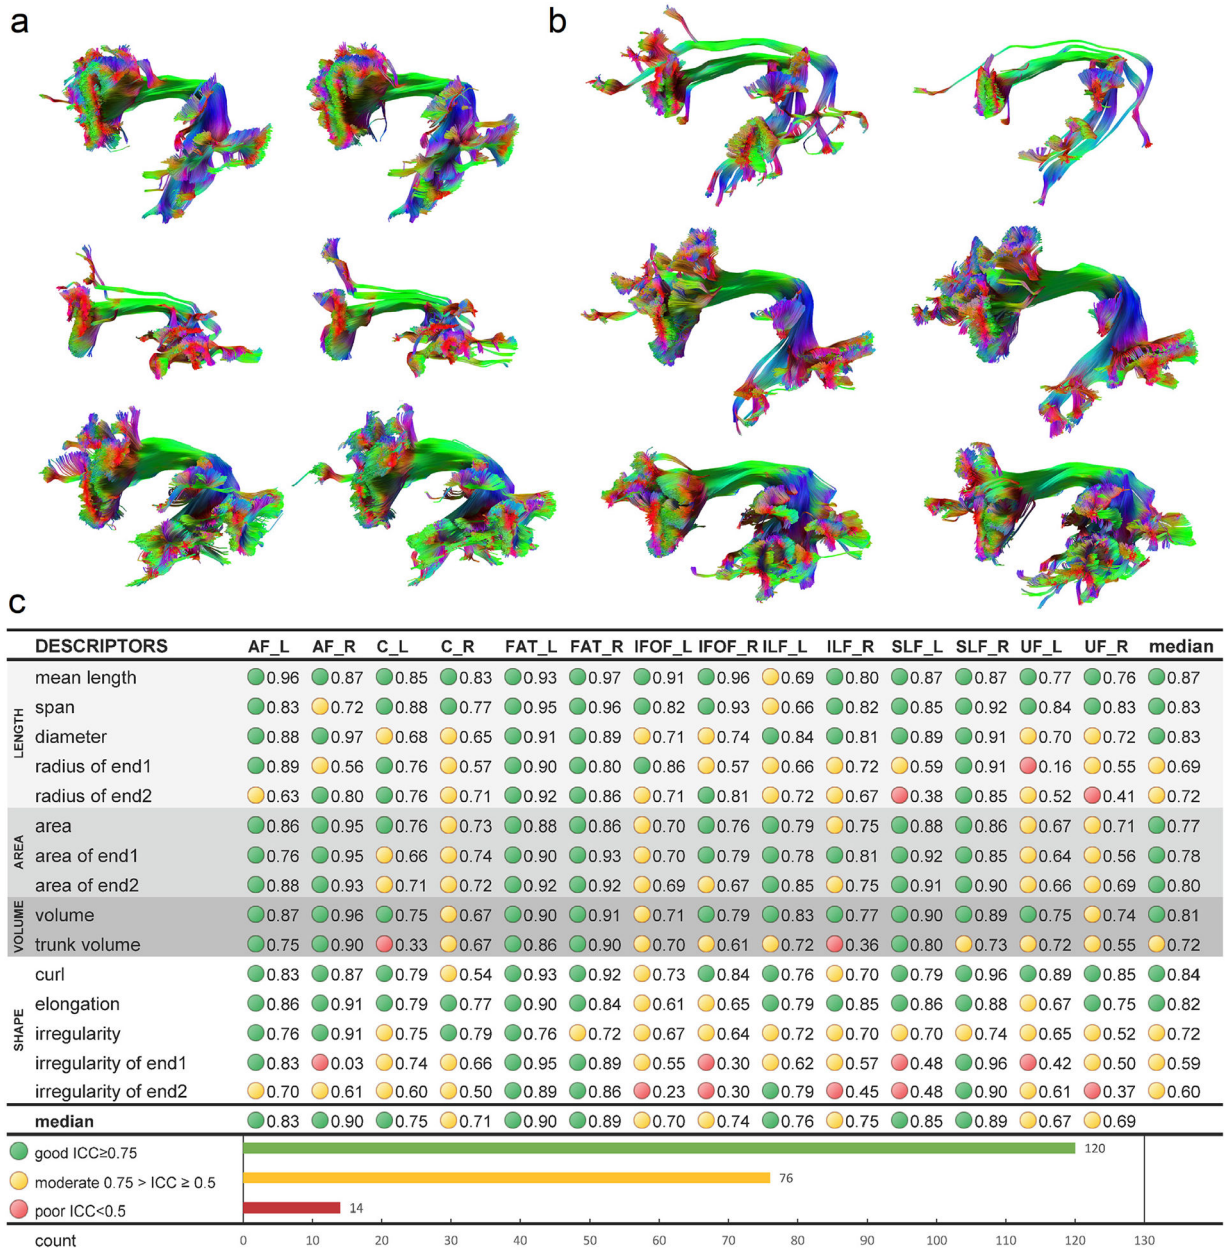 a
b
c
DESCRIPTORS AF_L AF_R C_L C_R FAT_L FAT_R IFOF_L IFOF_R ILF_L ILF_R SLF_L SLF_R UF_L UF_R median
LENGTH
mean length 0.96 0.87 0.85 0.83 0.93 0.97 0.91 0.96 0.69 0.80 0.87 0.87 0.77 0.76 0.87
span 0.83 0.72 0.88 0.77 0.95 0.96 0.82 0.93 0.66 0.82 0.85 0.92 0.84 0.83 0.83
diameter 0.88 0.97 0.68 0.65 0.91 0.89 0.71 0.74 0.84 0.81 0.89 0.91 0.70 0.72 0.83
radius of end1 0.89 0.56 0.76 0.57 0.90 0.80 0.86 0.57 0.66 0.72 0.59 0.91 0.16 0.55 0.69
radius of end2 0.63 0.80 0.76 0.71 0.92 0.86 0.71 0.81 0.72 0.67 0.38 0.85 0.52 0.41 0.72
AREA
area 0.86 0.95 0.76 0.73 0.88 0.86 0.70 0.76 0.79 0.75 0.88 0.86 0.67 0.71 0.77
area of end1 0.76 0.95 0.66 0.74 0.90 0.93 0.70 0.79 0.78 0.81 0.92 0.85 0.64 0.56 0.78
area of end2 0.88 0.93 0.71 0.72 0.92 0.92 0.69 0.67 0.85 0.75 0.91 0.90 0.66 0.69 0.80
VOLUME
volume 0.87 0.96 0.75 0.67 0.90 0.91 0.71 0.79 0.83 0.77 0.90 0.89 0.75 0.74 0.81
trunk volume 0.75 0.90 0.33 0.67 0.86 0.90 0.70 0.61 0.72 0.36 0.80 0.73 0.72 0.55 0.72
SHAPE
curl 0.83 0.87 0.79 0.54 0.93 0.92 0.73 0.84 0.76 0.70 0.79 0.96 0.89 0.85 0.84
elongation 0.86 0.91 0.79 0.77 0.90 0.84 0.61 0.65 0.79 0.85 0.86 0.88 0.67 0.75 0.82
irregularity 0.76 0.91 0.75 0.79 0.76 0.72 0.67 0.64 0.72 0.70 0.70 0.74 0.65 0.52 0.72
irregularity of end1 0.83 0.03 0.74 0.66 0.95 0.89 0.55 0.30 0.62 0.57 0.48 0.96 0.42 0.50 0.59
irregularity of end2 0.70 0.61 0.60 0.50 0.89 0.86 0.23 0.30 0.79 0.45 0.48 0.90 0.61 0.37 0.60
median 0.83 0.90 0.75 0.71 0.90 0.89 0.70 0.74 0.76 0.75 0.85 0.89 0.67 0.69
good ICC≥0.75 120
moderate 0.75 > ICC ≥ 0.5 76
poor ICC<0.5 14
count 0 10 20 30 40 50 60 70 80 90 100 110 120 130